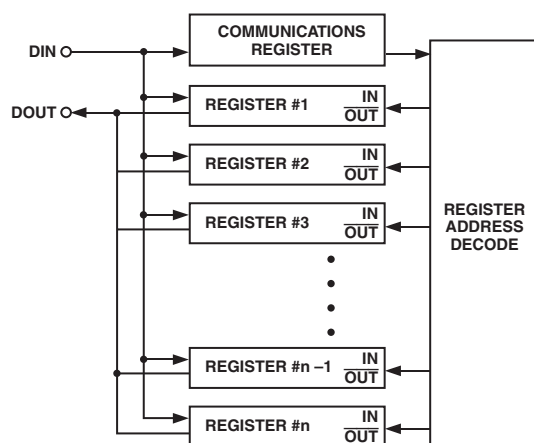 COMMUNICATIONS
REGISTER
DIN
DOUT
REGISTER #1
IN
OUT
REGISTER #2
IN
OUT
REGISTER #3
IN
OUT
REGISTER
ADDRESS
DECODE
REGISTER #n –1
IN
OUT
REGISTER #n
IN
OUT